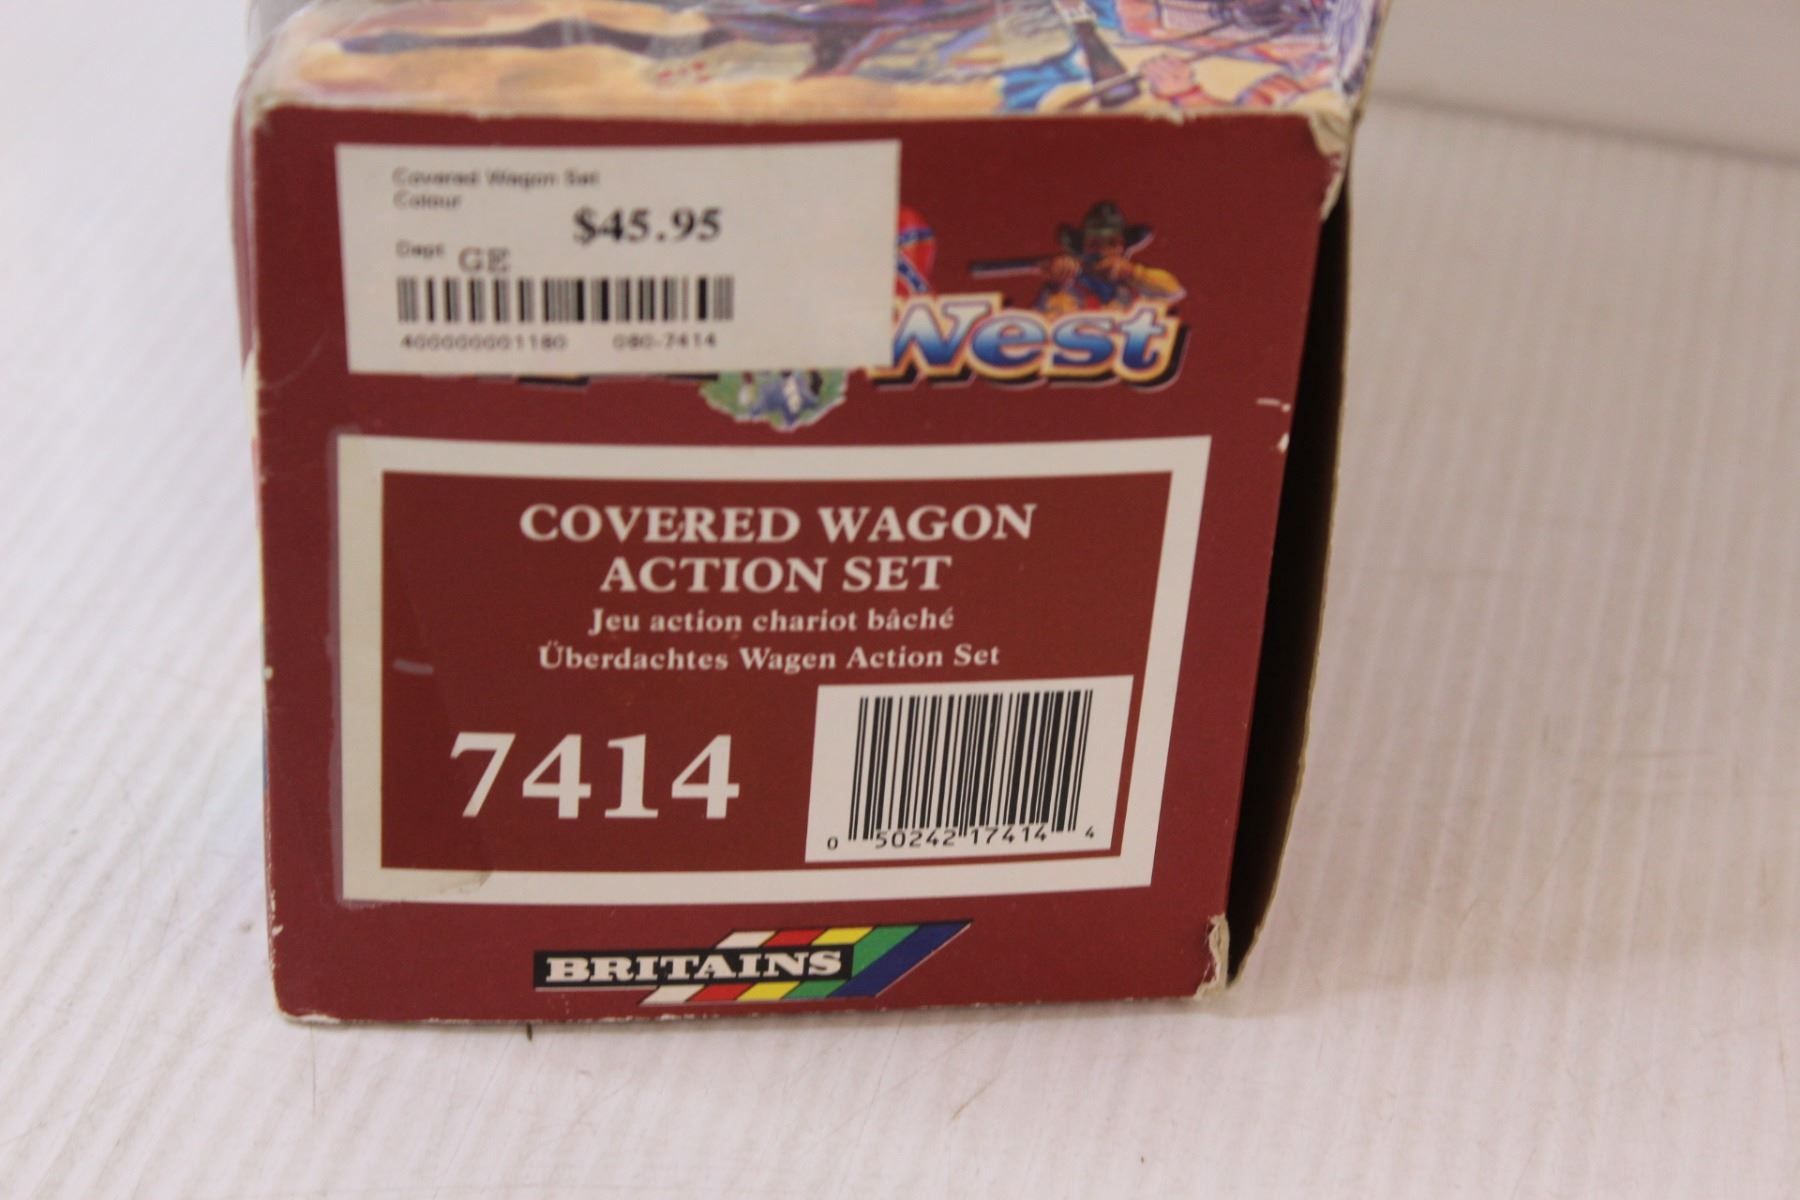 Covered Wagon Set
Colour
$45.95
Dept GE
400000001180 080-7414
West
COVERED WAGON
ACTION SET
Jeu action chariot bâché
Überdachtes Wagen Action Set
7414
0 50242 17414 4
BRITAINS